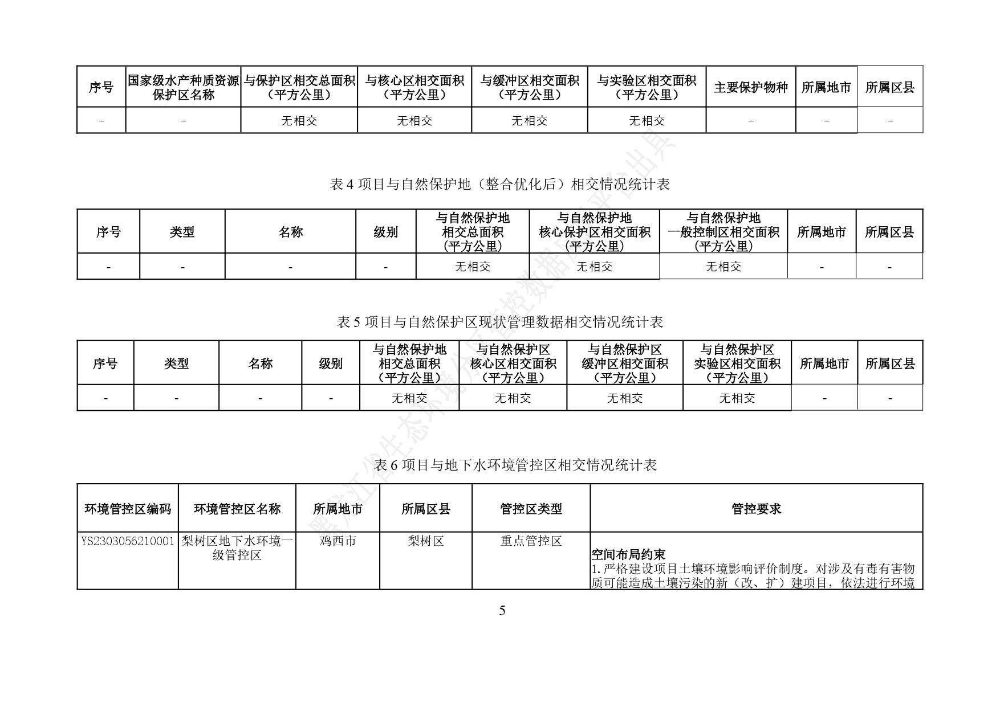 序号 国家级水产种质资源保护区名称 与保护区相交总面积（平方公里） 与核心区相交面积（平方公里） 与缓冲区相交面积（平方公里） 与实验区相交面积（平方公里） 主要保护物种 所属地市 所属区县
– – 无相交 无相交 无相交 无相交 – – –
表 4 项目与自然保护地（整合优化后）相交情况统计表
序号 类型 名称 级别 与自然保护地相交总面积（平方公里） 与自然保护地核心保护区相交面积（平方公里） 与自然保护地一般控制区相交面积（平方公里） 所属地市 所属区县
- - - - 无相交 无相交 无相交 - -
表 5 项目与自然保护区现状管理数据相交情况统计表
序号 类型 名称 级别 与自然保护地相交总面积（平方公里） 与自然保护区核心区相交面积（平方公里） 与自然保护区缓冲区相交面积（平方公里） 与自然保护区实验区相交面积（平方公里） 所属地市 所属区县
- - - - 无相交 无相交 无相交 无相交 - -
表 6 项目与地下水环境管控区相交情况统计表
环境管控区编码 环境管控区名称 所属地市 所属区县 管控区类型 管控要求
YS2303056210001 梨树区地下水环境一级管控区 鸡西市 梨树区 重点管控区
空间布局约束
1.严格建设项目土壤环境影响评价制度。对涉及有毒有害物
质可能造成土壤污染的新（改、扩）建项目，依法进行环境
5